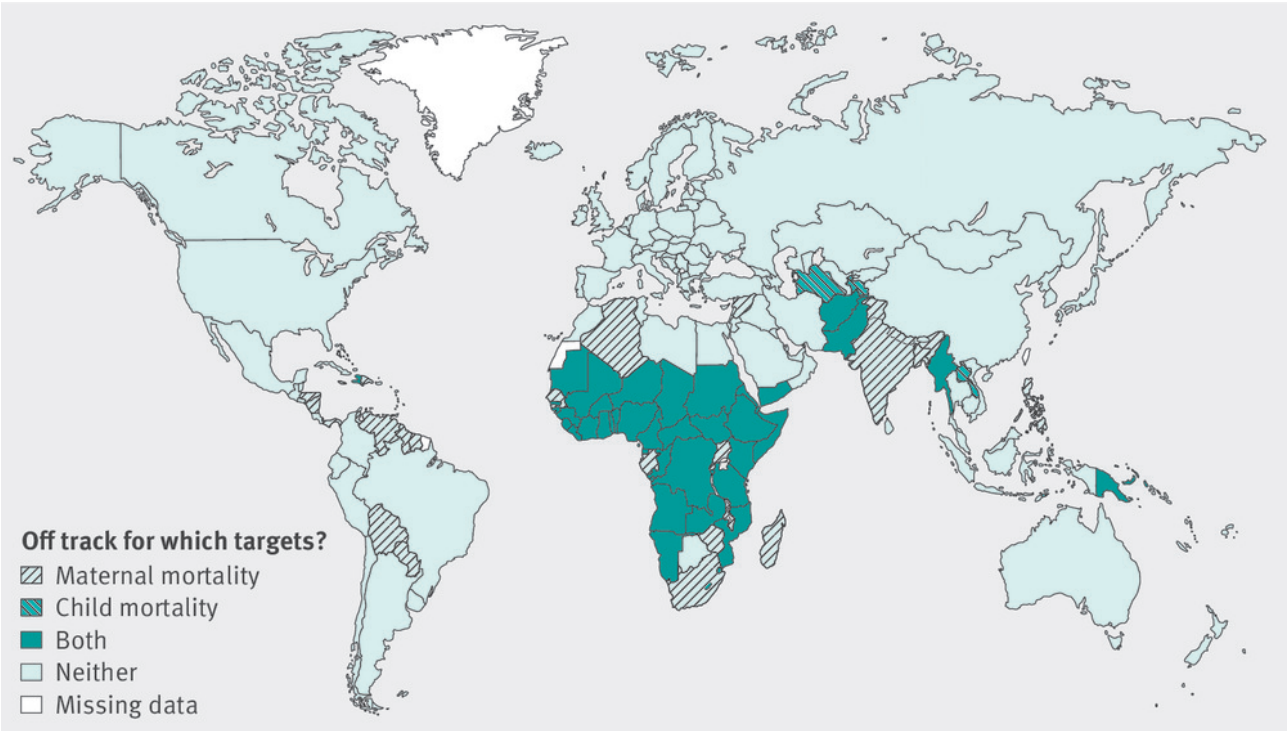 Off track for which targets?
Maternal mortality
Child mortality
Both
Neither
Missing data